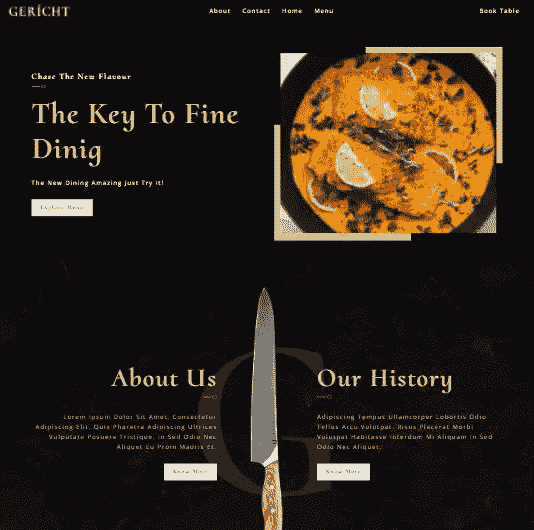 GERÍCHT
About Contact Home Menu
Book Table
Chase The New Flavour
The Key To Fine
Dinig
The New Dining Amazing Just Try It!
Explore Menu
G
About Us
Lorem Ipsum Dolor Sit Amet, Consectetur
Adipiscing Elit. Quis Pharetra Adipiscing Ultrices
Vulputate Posuere Tristique. In Sed Odio Nec
Aliquet Eu Proin Mauris Et.
Know More
Our History
Adipiscing Tempus Ullamcorper Lobortis Odio
Tellus Arcu Volutpat. Risus Placerat Morbi
Volutpat Habitasse Interdum Mi Aliquam In Sed
Odio Nec Aliquet.
Know More